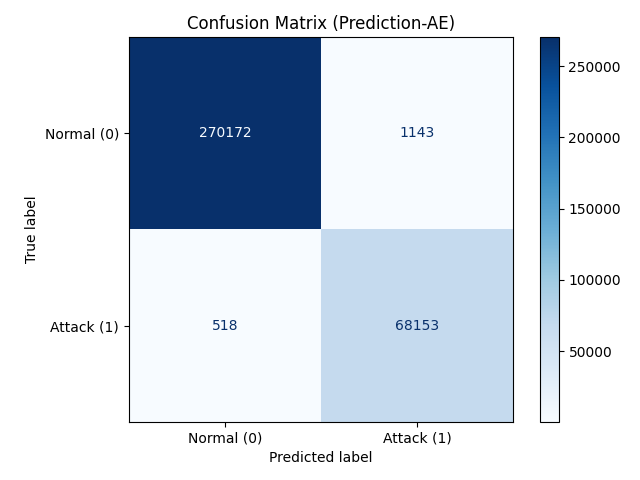 Confusion Matrix (Prediction-AE)
Normal (0)
270172
1143
Attack (1)
518
68153
True label
Normal (0)
Attack (1)
Predicted label
250000
200000
150000
100000
50000